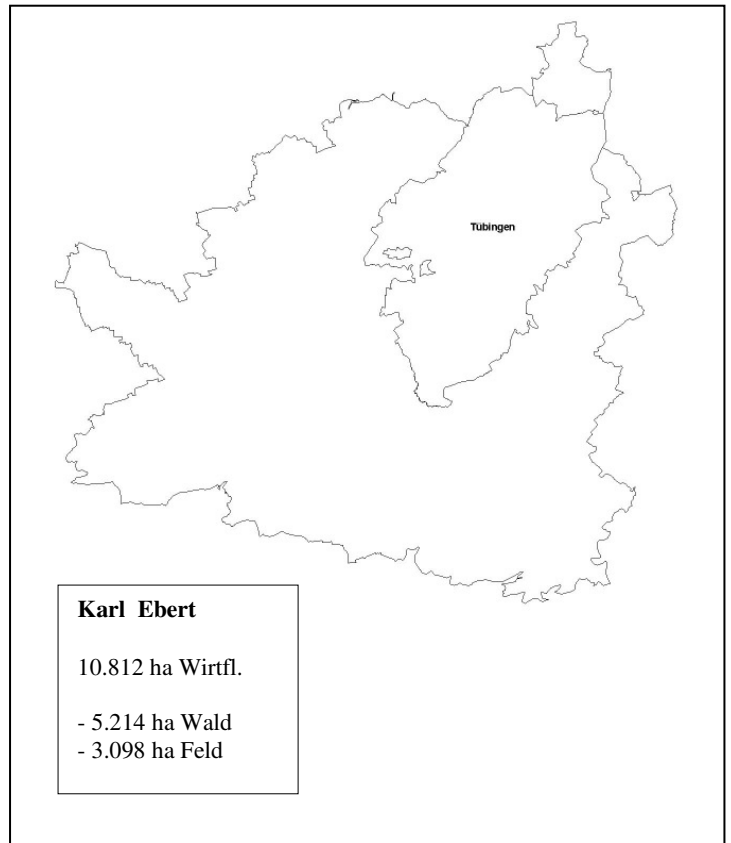 Tübingen
Karl Ebert
10.812 ha Wirtfl.
- 5.214 ha Wald
- 3.098 ha Feld